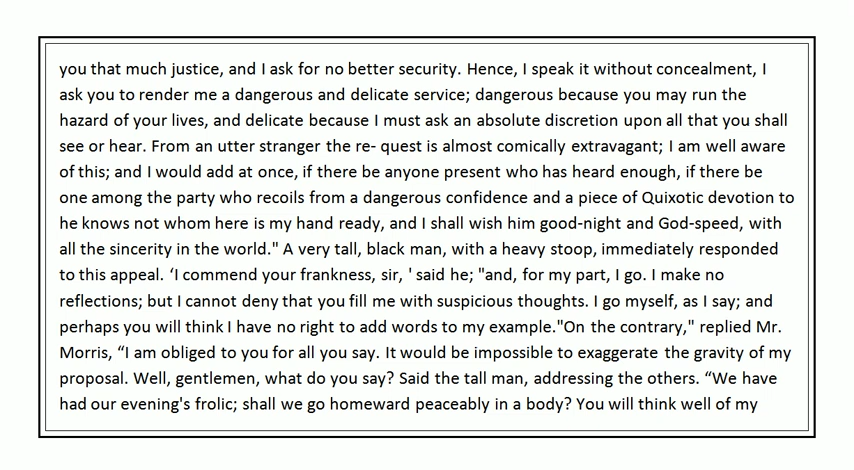 you that much justice, and I ask for no better security. Hence, I speak it without concealment, I
ask you to render me a dangerous and delicate service; dangerous because you may run the
hazard of your lives, and delicate because I must ask an absolute discretion upon all that you shall
see or hear. From an utter stranger the re- quest is almost comically extravagant; I am well aware
of this; and I would add at once, if there be anyone present who has heard enough, if there be
one among the party who recoils from a dangerous confidence and a piece of Quixotic devotion to
he knows not whom here is my hand ready, and I shall wish him good-night and God-speed, with
all the sincerity in the world." A very tall, black man, with a heavy stoop, immediately responded
to this appeal. ‘I commend your frankness, sir, ' said he; "and, for my part, I go. I make no
reflections; but I cannot deny that you fill me with suspicious thoughts. I go myself, as I say; and
perhaps you will think I have no right to add words to my example."On the contrary," replied Mr.
Morris, “I am obliged to you for all you say. It would be impossible to exaggerate the gravity of my
proposal. Well, gentlemen, what do you say? Said the tall man, addressing the others. “We have
had our evening's frolic; shall we go homeward peaceably in a body? You will think well of my